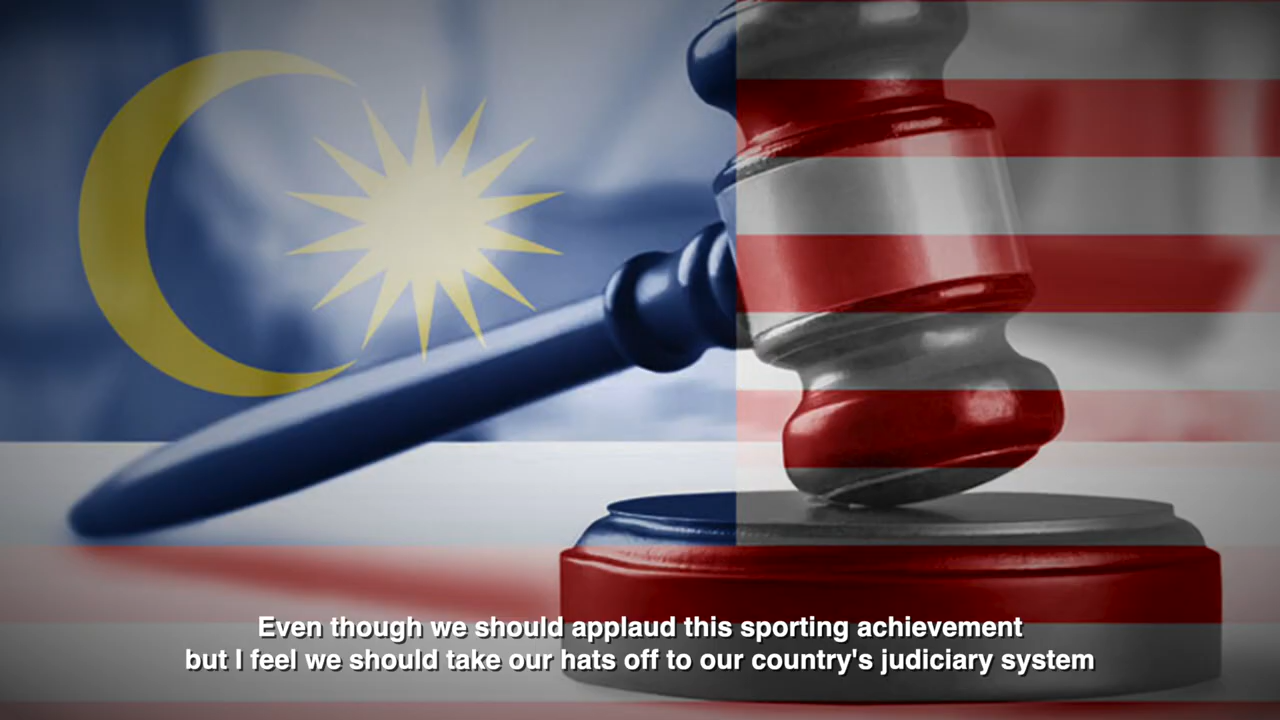 Even though we should applaud this sporting achievement
but I feel we should take our hats off to our country's judiciary system